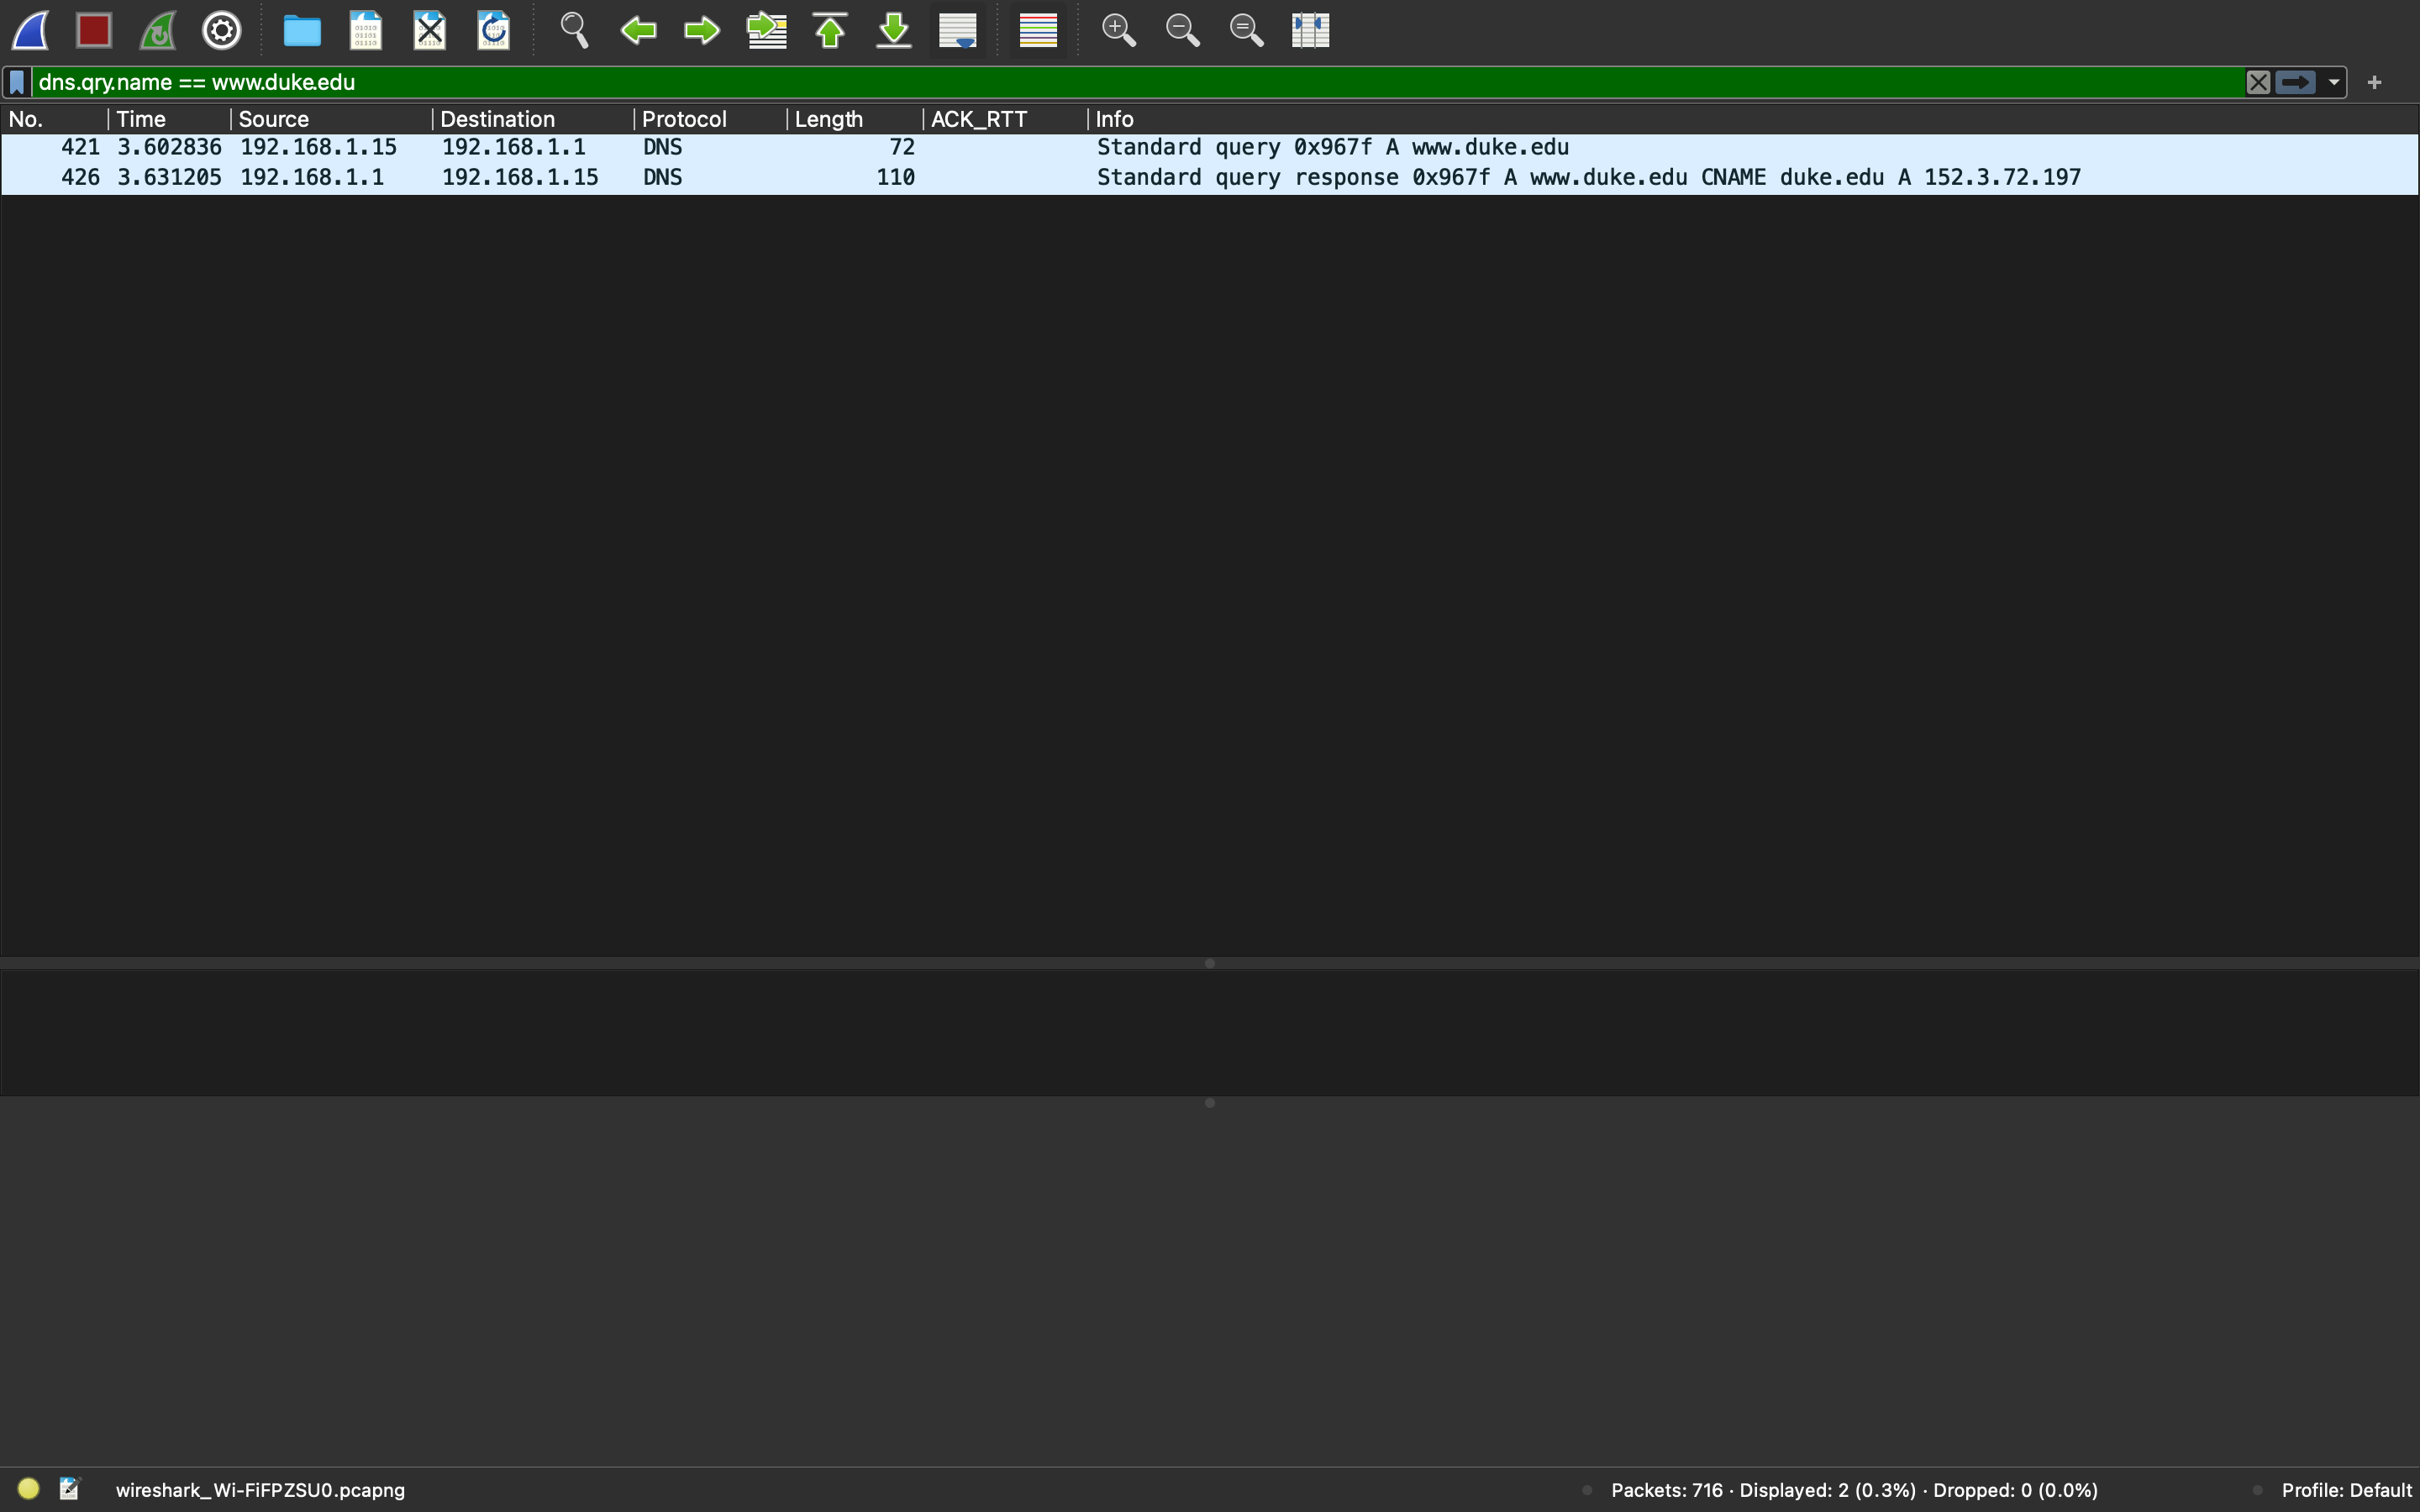 dns.qry.name == www.duke.edu
No. Time Source Destination Protocol Length ACK_RTT Info
421 3.602836 192.168.1.15 192.168.1.1 DNS 72 Standard query 0x967f A www.duke.edu
426 3.631205 192.168.1.1 192.168.1.15 DNS 110 Standard query response 0x967f A www.duke.edu CNAME duke.edu A 152.3.72.197
wireshark_Wi-FiFPZSU0.pcapng Packets: 716 · Displayed: 2 (0.3%) · Dropped: 0 (0.0%) Profile: Default